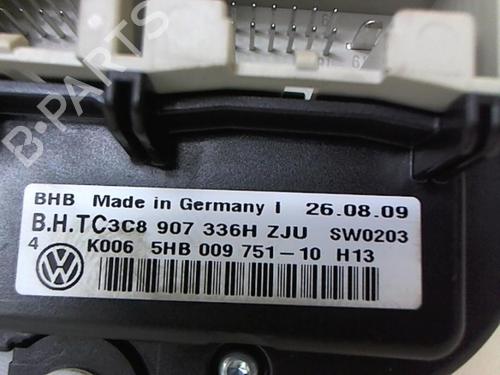 B-PARTS
BHB Made in Germany I 26.08.09
B.H.TC3C8 907 336H ZJU SW0203
4 K006 5HB 009 751-10 H13